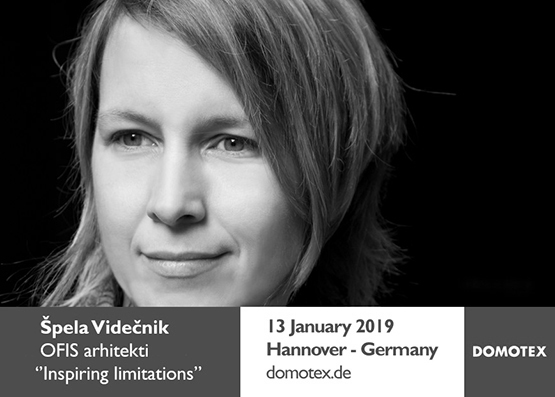 Špela Videčnik
OFIS arhitekti
‘’Inspiring limitations’’
13 January 2019
Hannover - Germany
domotex.de
DOMOTEX